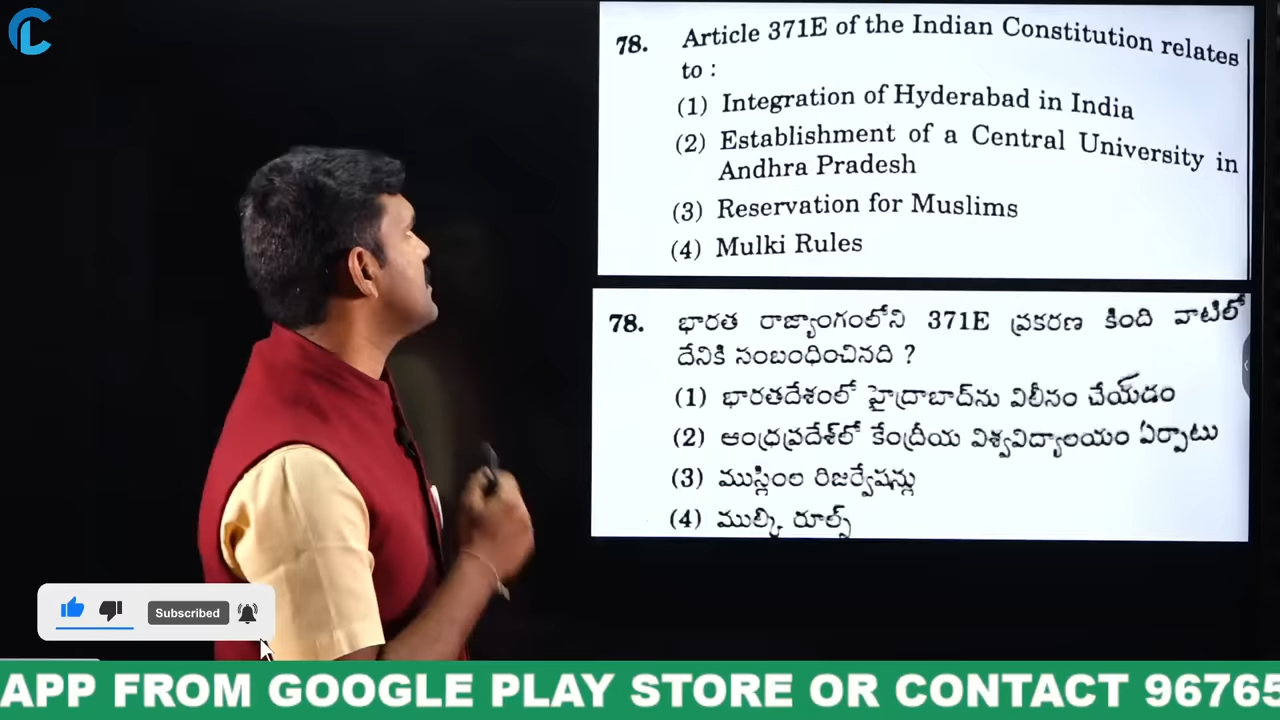 78. Article 371E of the Indian Constitution relates
to :
(1) Integration of Hyderabad in India
(2) Establishment of a Central University in
Andhra Pradesh
(3) Reservation for Muslims
(4) Mulki Rules
78. భారత రాజ్యాంగంలోని 371E ప్రకరణ కింది వాటిలో
దేనికి సంబంధించినది ?
(1) భారతదేశంలో హైద్రాబాద్‌ను విలీనం చేయడం
(2) ఆంధ్రప్రదేశ్‌లో కేంద్రీయ విశ్వవిద్యాలయం ఏర్పాటు
(3) ముస్లింల రిజర్వేషన్లు
(4) ముల్కి రూల్స్
Subscribed
APP FROM GOOGLE PLAY STORE OR CONTACT 96765